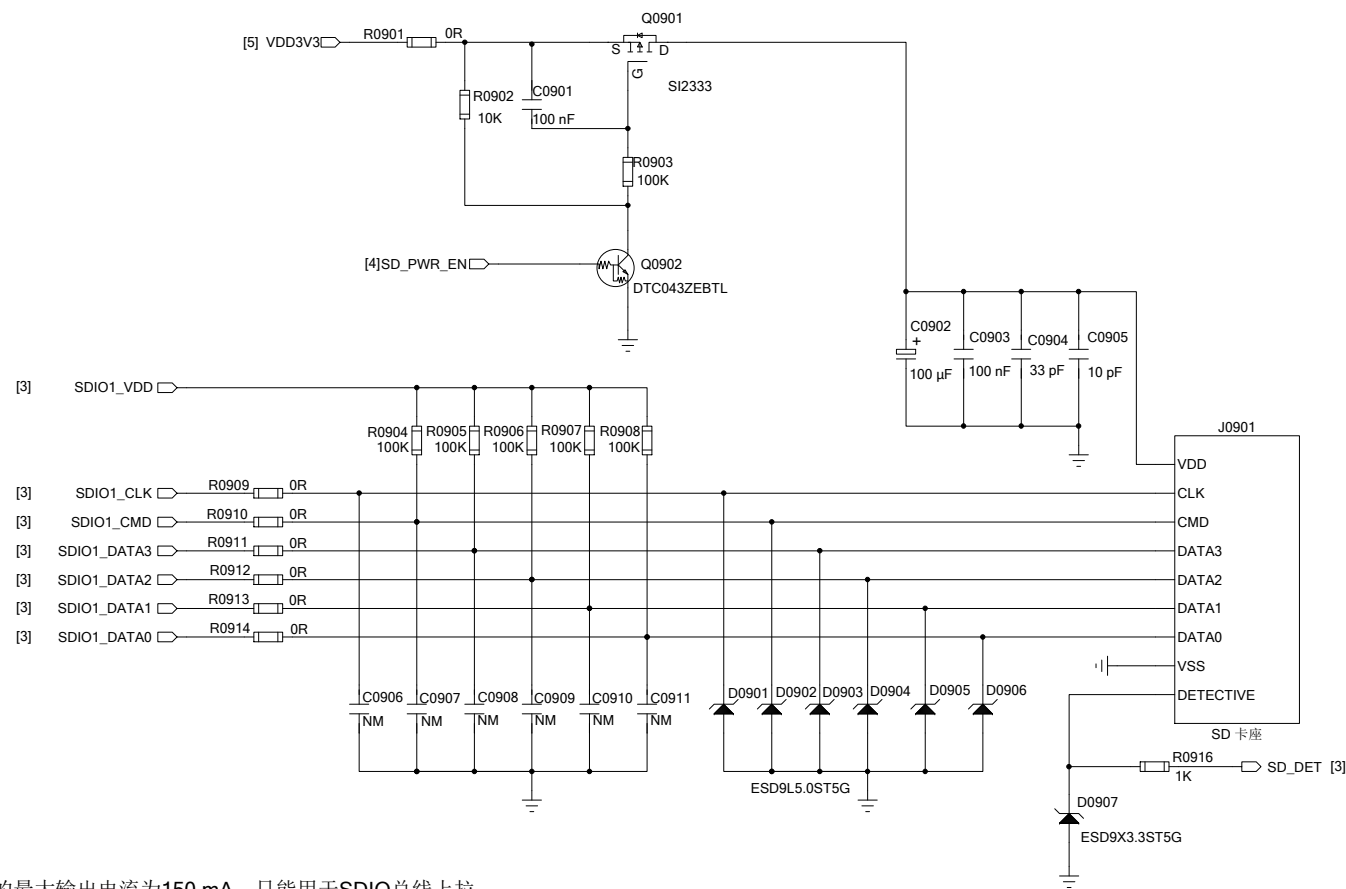 Q0901
[5] VDD3V3
R0901
0R
S
D
G
SI2333
R0902
10K
C0901
100 nF
R0903
100K
[4]SD_PWR_EN
Q0902
DTC043ZEBTL
C0902
+
100 µF
C0903
100 nF
C0904
33 pF
C0905
10 pF
[3] SDIO1_VDD
R0904
100K
R0905
100K
R0906
100K
R0907
100K
R0908
100K
J0901
VDD
[3] SDIO1_CLK
R0909
0R
CLK
[3] SDIO1_CMD
R0910
0R
CMD
[3] SDIO1_DATA3
R0911
0R
DATA3
[3] SDIO1_DATA2
R0912
0R
DATA2
[3] SDIO1_DATA1
R0913
0R
DATA1
[3] SDIO1_DATA0
R0914
0R
DATA0
VSS
DETECTIVE
SD 卡座
C0906
NM
C0907
NM
C0908
NM
C0909
NM
C0910
NM
C0911
NM
D0901
D0902
D0903
D0904
D0905
D0906
ESD9L5.0ST5G
R0916
1K
SD_DET [3]
D0907
ESD9X3.3ST5G
最大输出电流为150 mA，只能用于SDIO总线上拉